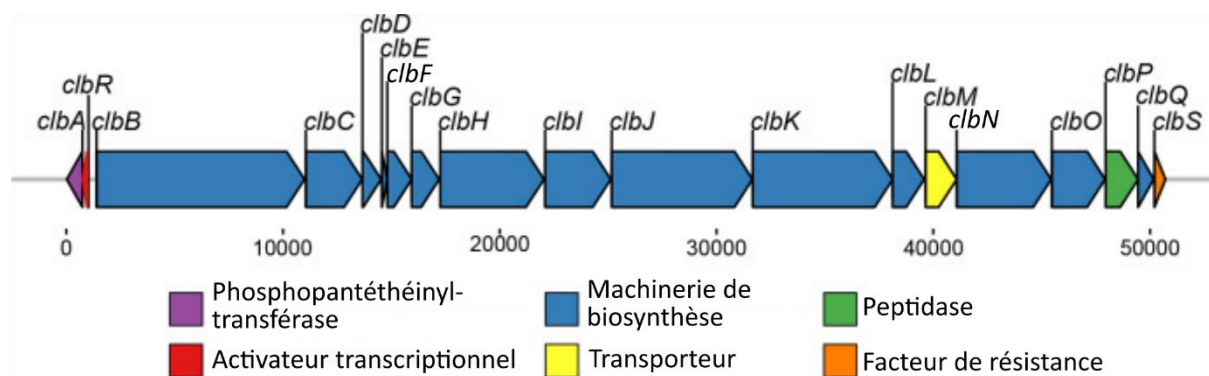 clbD
clbE
clbF
clbR
clbL
clbP
clbG
clbM
clbQ
clbA clbB
clbC
clbH
clbI
clbJ
clbK
clbN
clbO
clbS
0
10000
20000
30000
40000
50000
Phosphopantéthéinyl-
transférase
Machinerie de
biosynthèse
Peptidase
Activateur transcriptionnel
Transporteur
Facteur de résistance